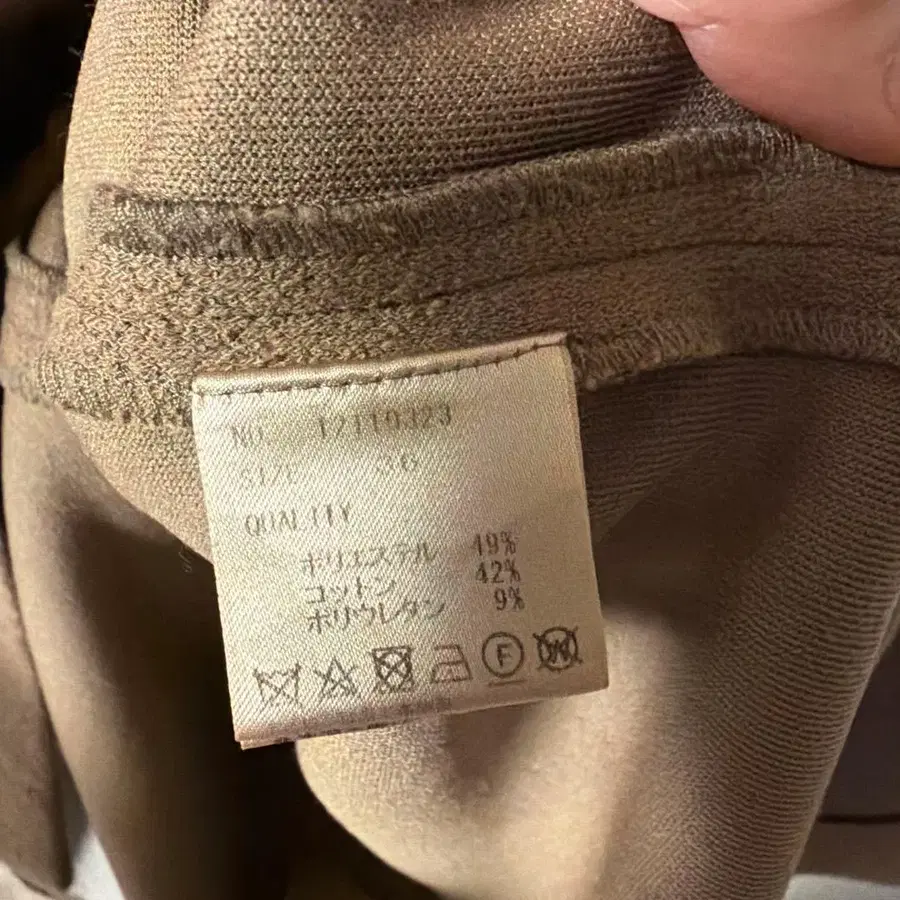 NO. 12110323
SIZE 36
QUALITY
ポリエステル 49%
コットン 42%
ポリウレタン 9%
F W